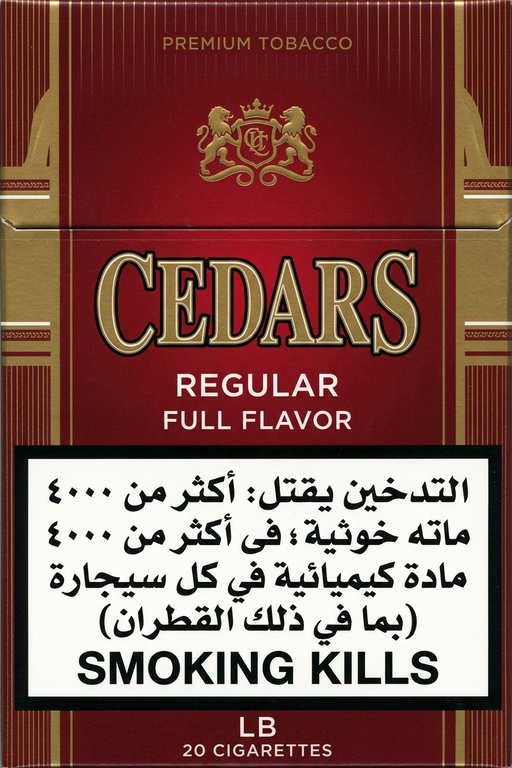 PREMIUM TOBACCO
CEDARS
REGULAR
FULL FLAVOR
التدخين يقتل: أكثر من ٤٠٠٠
ماته خوثية ؛ فى أكثر من ٤٠٠٠
مادة كيميائية في كل سيجارة
(بما في ذلك القطران)
SMOKING KILLS
LB
20 CIGARETTES